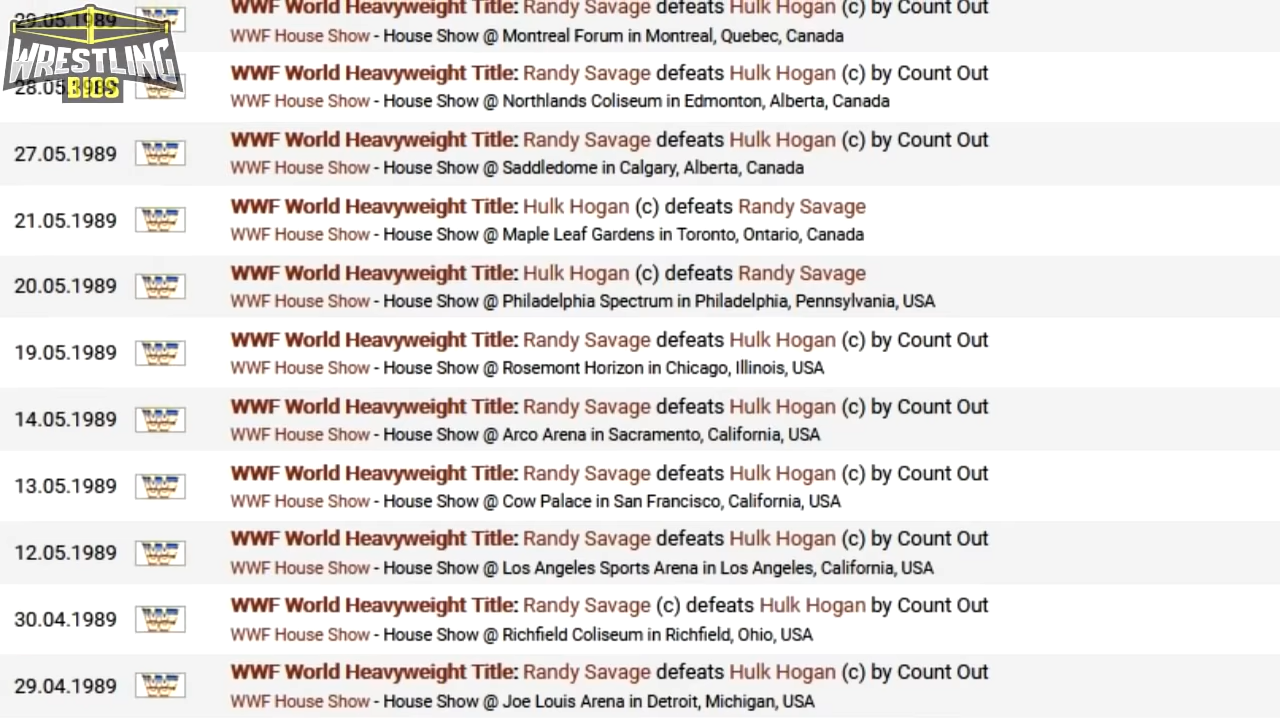 29.05.1989
WWF World Heavyweight Title: Randy Savage defeats Hulk Hogan (c) by Count Out
WWF House Show - House Show @ Montreal Forum in Montreal, Quebec, Canada
WRESTLING
BIOS
28.05.1989
WWF World Heavyweight Title: Randy Savage defeats Hulk Hogan (c) by Count Out
WWF House Show - House Show @ Northlands Coliseum in Edmonton, Alberta, Canada
27.05.1989
WWF World Heavyweight Title: Randy Savage defeats Hulk Hogan (c) by Count Out
WWF House Show - House Show @ Saddledome in Calgary, Alberta, Canada
21.05.1989
WWF World Heavyweight Title: Hulk Hogan (c) defeats Randy Savage
WWF House Show - House Show @ Maple Leaf Gardens in Toronto, Ontario, Canada
20.05.1989
WWF World Heavyweight Title: Hulk Hogan (c) defeats Randy Savage
WWF House Show - House Show @ Philadelphia Spectrum in Philadelphia, Pennsylvania, USA
19.05.1989
WWF World Heavyweight Title: Randy Savage defeats Hulk Hogan (c) by Count Out
WWF House Show - House Show @ Rosemont Horizon in Chicago, Illinois, USA
14.05.1989
WWF World Heavyweight Title: Randy Savage defeats Hulk Hogan (c) by Count Out
WWF House Show - House Show @ Arco Arena in Sacramento, California, USA
13.05.1989
WWF World Heavyweight Title: Randy Savage defeats Hulk Hogan (c) by Count Out
WWF House Show - House Show @ Cow Palace in San Francisco, California, USA
12.05.1989
WWF World Heavyweight Title: Randy Savage defeats Hulk Hogan (c) by Count Out
WWF House Show - House Show @ Los Angeles Sports Arena in Los Angeles, California, USA
30.04.1989
WWF World Heavyweight Title: Randy Savage (c) defeats Hulk Hogan by Count Out
WWF House Show - House Show @ Richfield Coliseum in Richfield, Ohio, USA
29.04.1989
WWF World Heavyweight Title: Randy Savage defeats Hulk Hogan (c) by Count Out
WWF House Show - House Show @ Joe Louis Arena in Detroit, Michigan, USA